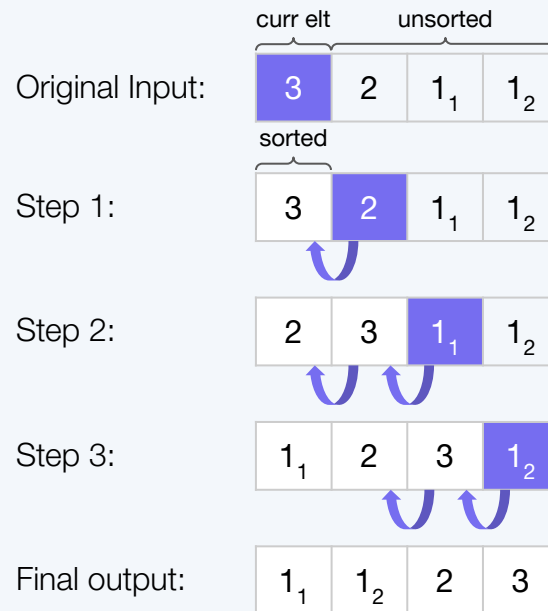 curr elt unsorted
Original Input: 3 2 1₁ 1₂
sorted
Step 1: 3 2 1₁ 1₂
Step 2: 2 3 1₁ 1₂
Step 3: 1₁ 2 3 1₂
Final output: 1₁ 1₂ 2 3